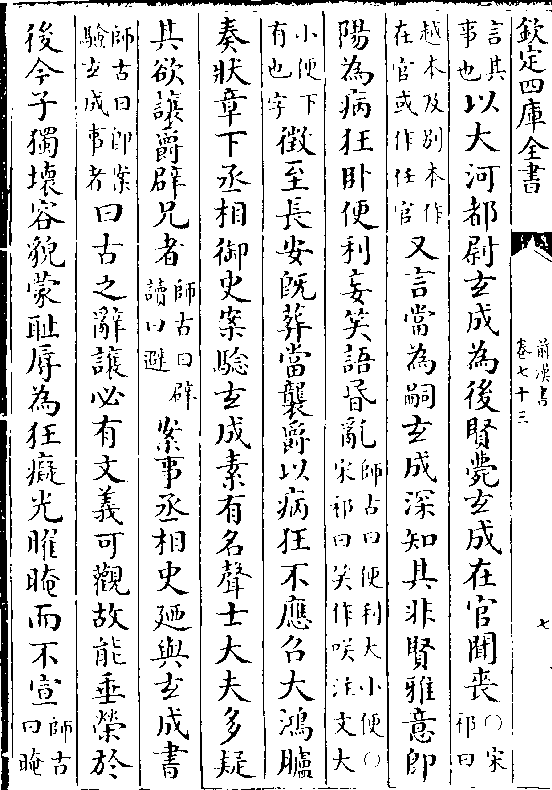 欽定四庫全書
前漢書
卷七十三
七
言其
事也以大河都尉玄成為後賢薨玄成在官聞喪○宋
祁曰
越本及別本作
在官或作任官又言當為嗣玄成深知其非賢雅意即
陽為病狂卧便利妄笑語昏亂師古曰便利大小便○
宋祁曰笑作咲注文大
小便下
有也字徵至長安既葬當襲爵以病狂不應召大鴻臚
奏狀章下丞相御史案驗玄成素有名聲士大夫多疑
其欲讓爵辟兄者師古曰辟
讀曰避案事丞相史廼與玄成書
師古曰即案
驗玄成事者曰古之辭讓必有文義可觀故能垂榮於
後今子獨壞容貌蒙恥辱為狂癡光曜晻而不宣師古
曰晻